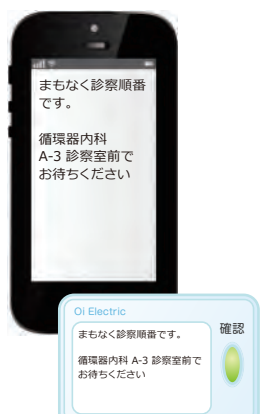 まもなく診察順番
です。
循環器内科
A-3 診察室前で
お待ちください
Oi Electric
まもなく診察順番です。
循環器内科 A-3 診察室前で
お待ちください
確認